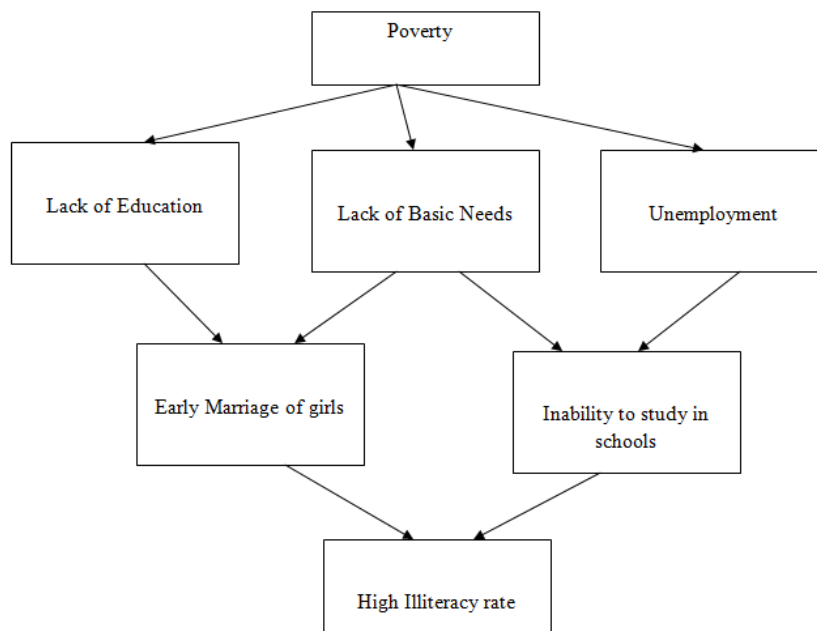 Poverty
Lack of Education
Lack of Basic Needs
Unemployment
Early Marriage of girls
Inability to study in
schools
High Illiteracy rate